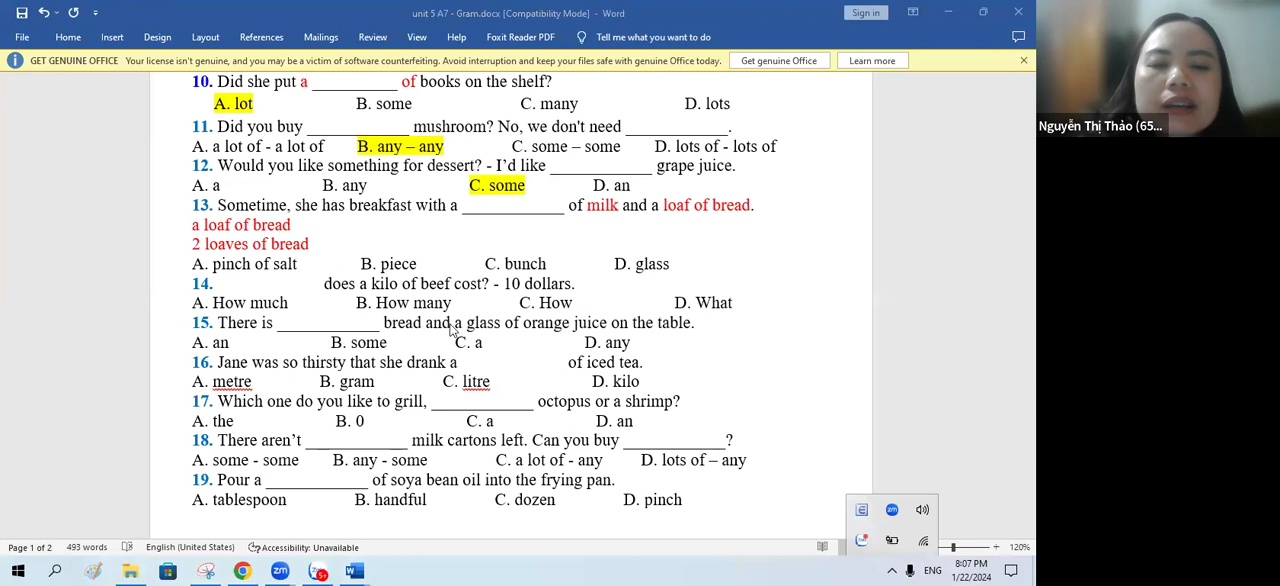 unit 5 A7 - Gram.docx [Compatibility Mode] - Word
Sign in
File Home Insert Design Layout References Mailings Review View Help Foxit Reader PDF Tell me what you want to do
GET GENUINE OFFICE Your license isn't genuine, and you may be a victim of software counterfeiting. Avoid interruption and keep your files safe with genuine Office today. Get genuine Office Learn more
10. Did she put a __________ of books on the shelf?
A. lot B. some C. many D. lots
11. Did you buy ____________ mushroom? No, we don't need ____________.
A. a lot of - a lot of B. any – any C. some – some D. lots of - lots of
12. Would you like something for dessert? - I’d like ____________ grape juice.
A. a B. any C. some D. an
13. Sometime, she has breakfast with a ____________ of milk and a loaf of bread.
a loaf of bread
2 loaves of bread
A. pinch of salt B. piece C. bunch D. glass
14. does a kilo of beef cost? - 10 dollars.
A. How much B. How many C. How D. What
15. There is ____________ bread and a glass of orange juice on the table.
A. an B. some C. a D. any
16. Jane was so thirsty that she drank a of iced tea.
A. metre B. gram C. litre D. kilo
17. Which one do you like to grill, ____________ octopus or a shrimp?
A. the B. 0 C. a D. an
18. There aren’t ____________ milk cartons left. Can you buy ____________?
A. some - some B. any - some C. a lot of - any D. lots of – any
19. Pour a ____________ of soya bean oil into the frying pan.
A. tablespoon B. handful C. dozen D. pinch
Page 1 of 2 493 words English (United States) Accessibility: Unavailable 120%
zm
zm W ENG 8:07 PM
1/22/2024
Nguyễn Thị Thảo (65...